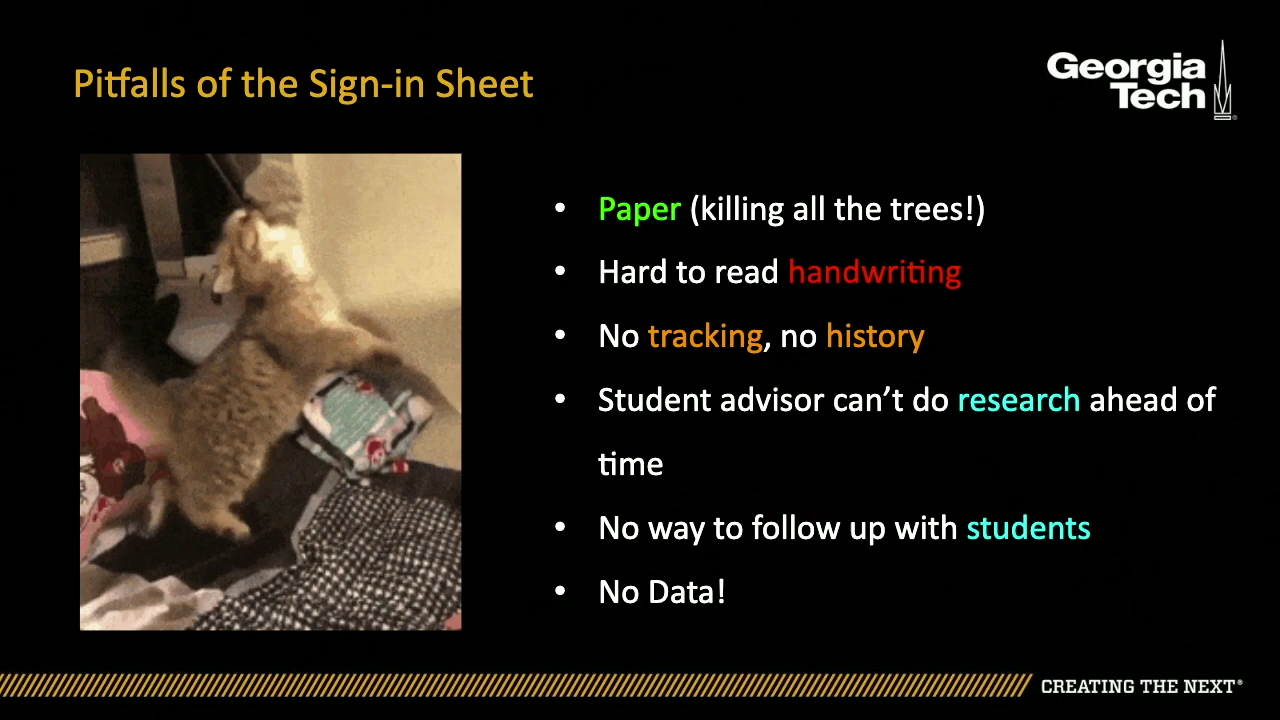 Pitfalls of the Sign-in Sheet
Georgia
Tech
• Paper (killing all the trees!)
• Hard to read handwriting
• No tracking, no history
• Student advisor can’t do research ahead of
time
• No way to follow up with students
• No Data!
CREATING THE NEXT®